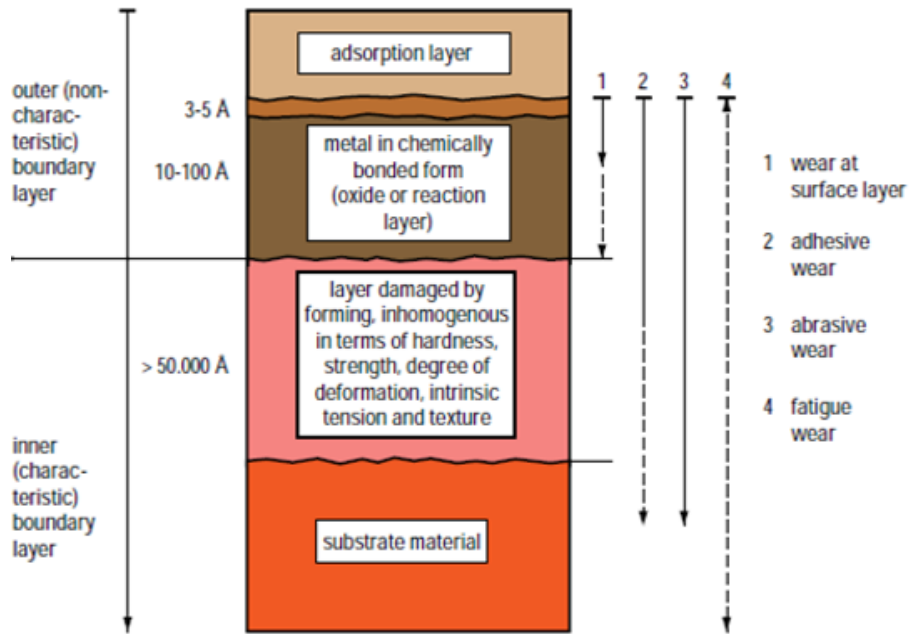 adsorption layer
1 2 3 4
outer (non-
charac-
teristic)
boundary
layer
3-5 Å
10-100 Å
metal in chemically
bonded form
(oxide or reaction
layer)
1 wear at
surface layer
2 adhesive
wear
3 abrasive
wear
4 fatigue
wear
> 50.000 Å
layer damaged by
forming, inhomogenous
in terms of hardness,
strength, degree of
deformation, intrinsic
tension and texture
inner
(charac-
teristic)
boundary
layer
substrate material